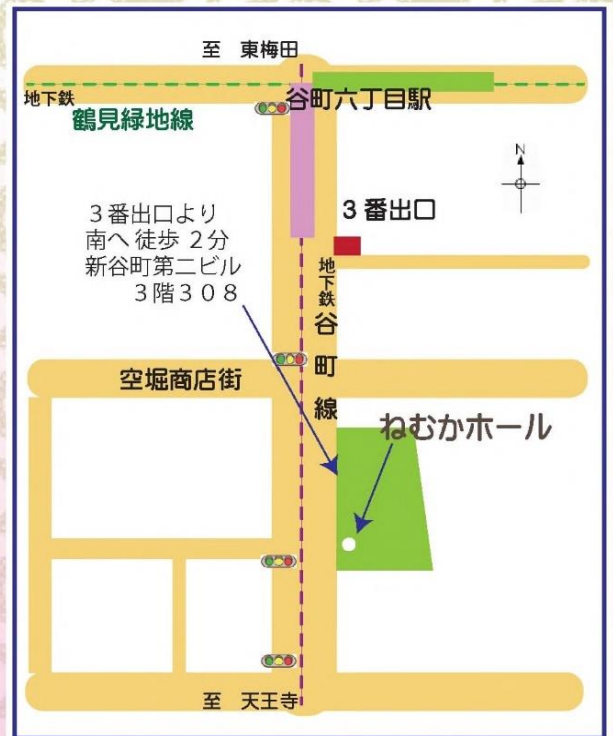 至 東梅田
地下鉄
鶴見緑地線
谷町六丁目駅
N
3番出口
3番出口より
南へ 徒歩 2分
新谷町第二ビル
3階308
地下鉄
谷町線
空堀商店街
ねむかホール
至 天王寺